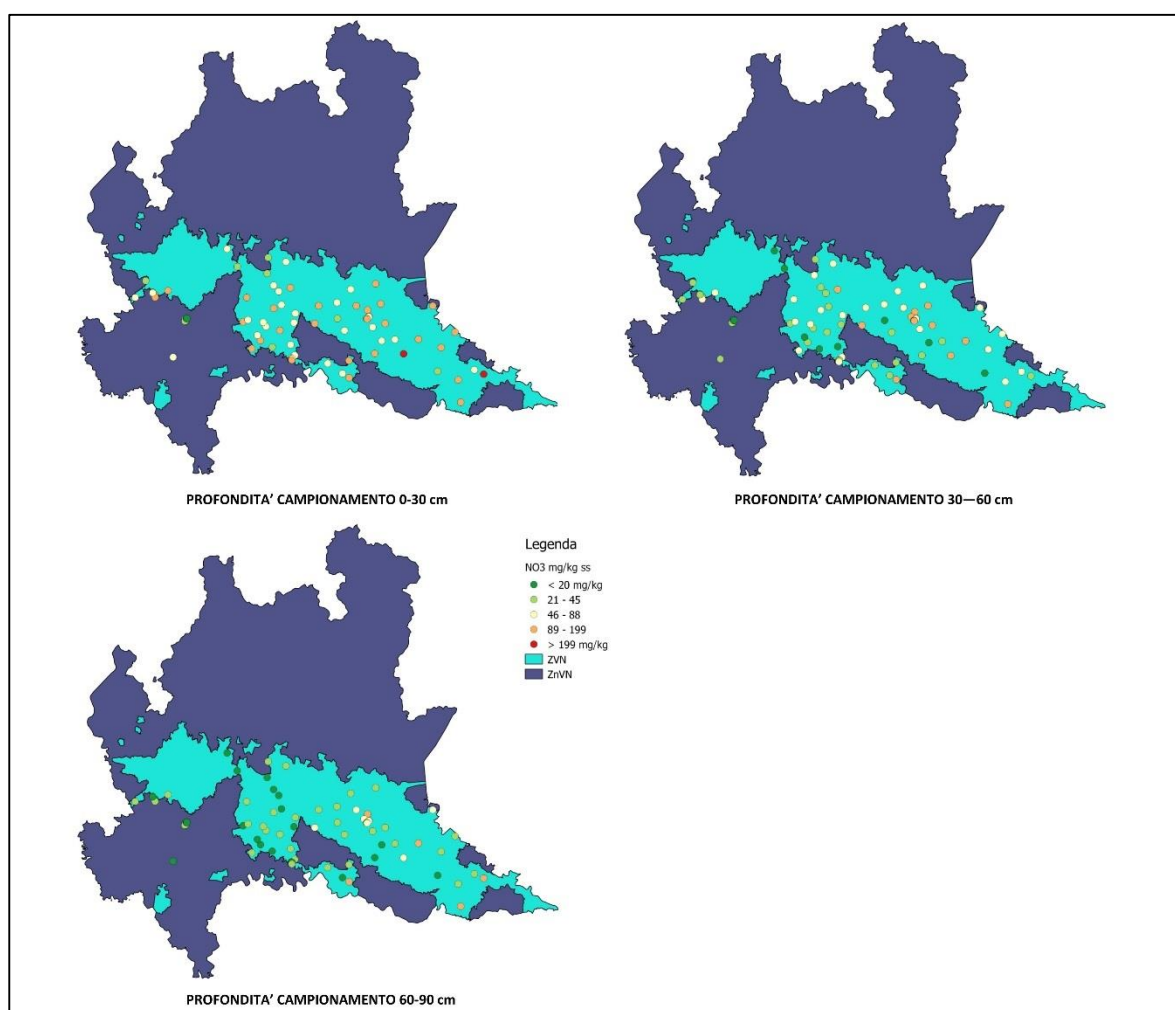 PROFONDITA’ CAMPIONAMENTO 0-30 cm
PROFONDITA’ CAMPIONAMENTO 30—60 cm
Legenda
NO3 mg/kg ss
< 20 mg/kg
21 - 45
46 - 88
89 - 199
> 199 mg/kg
ZVN
ZnVN
PROFONDITA’ CAMPIONAMENTO 60-90 cm